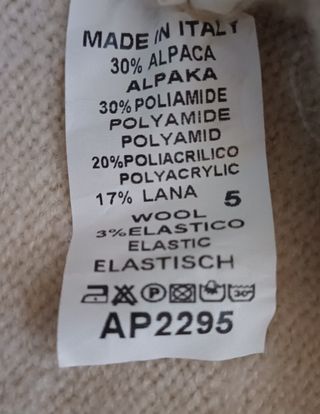 MADE IN ITALY
30% ALPACA
ALPAKA
30% POLIAMIDE
POLYAMIDE
POLYAMID
20% POLIACRILICO
POLYACRYLIC
17% LANA 5
WOOL
3% ELASTICO
ELASTIC
ELASTISCH
P 30°
AP2295